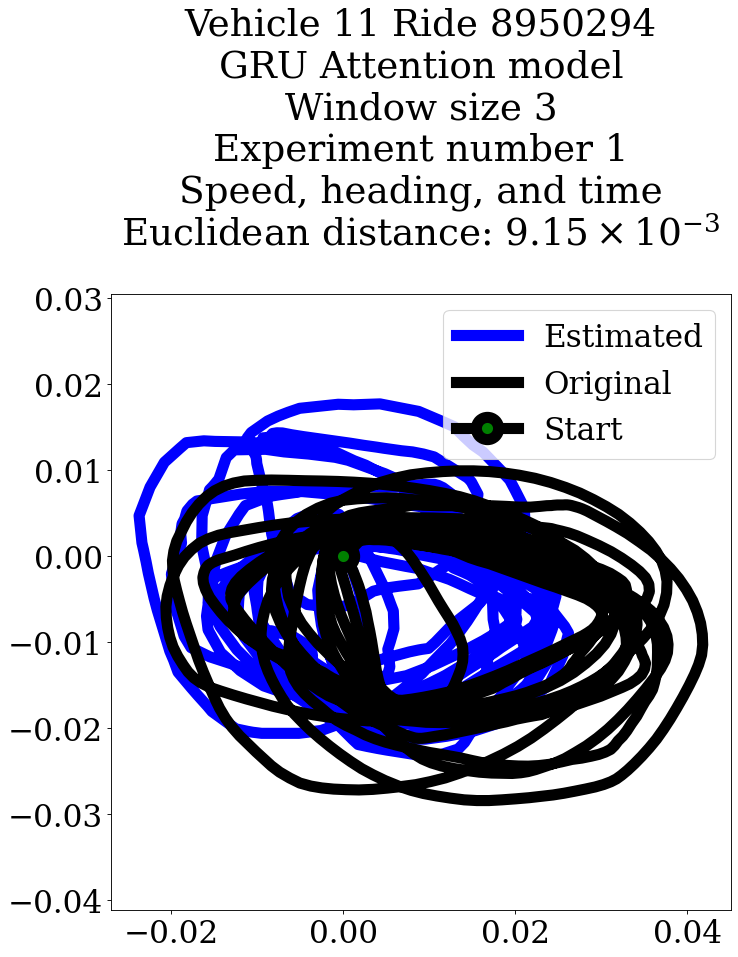 Vehicle 11 Ride 8950294
GRU Attention model
Window size 3
Experiment number 1
Speed, heading, and time
Euclidean distance: 9.15 × 10⁻³
0.03
0.02
0.01
0.00
−0.01
−0.02
−0.03
−0.04
Estimated
Original
Start
−0.02
0.00
0.02
0.04